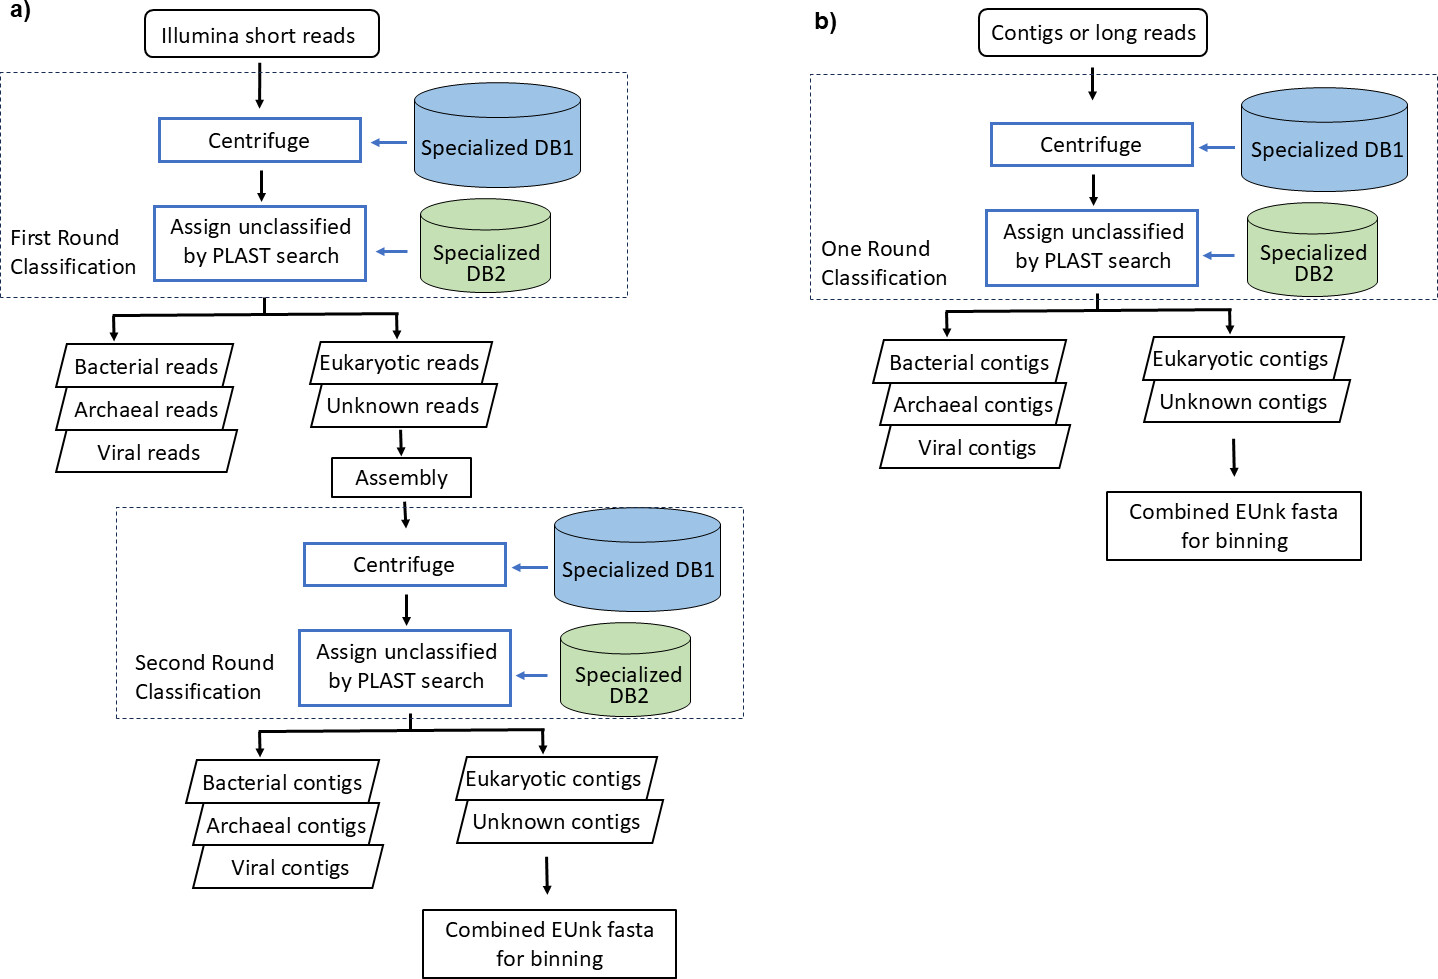 a)
Illumina short reads
Centrifuge
Specialized DB1
Assign unclassified
by PLAST search
Specialized
DB2
First Round
Classification
Bacterial reads
Archaeal reads
Viral reads
Eukaryotic reads
Unknown reads
Assembly
Centrifuge
Specialized DB1
Assign unclassified
by PLAST search
Specialized
DB2
Second Round
Classification
Bacterial contigs
Archaeal contigs
Viral contigs
Eukaryotic contigs
Unknown contigs
Combined EUnk fasta
for binning
b)
Contigs or long reads
Centrifuge
Specialized DB1
Assign unclassified
by PLAST search
Specialized
DB2
One Round
Classification
Bacterial contigs
Archaeal contigs
Viral contigs
Eukaryotic contigs
Unknown contigs
Combined EUnk fasta
for binning